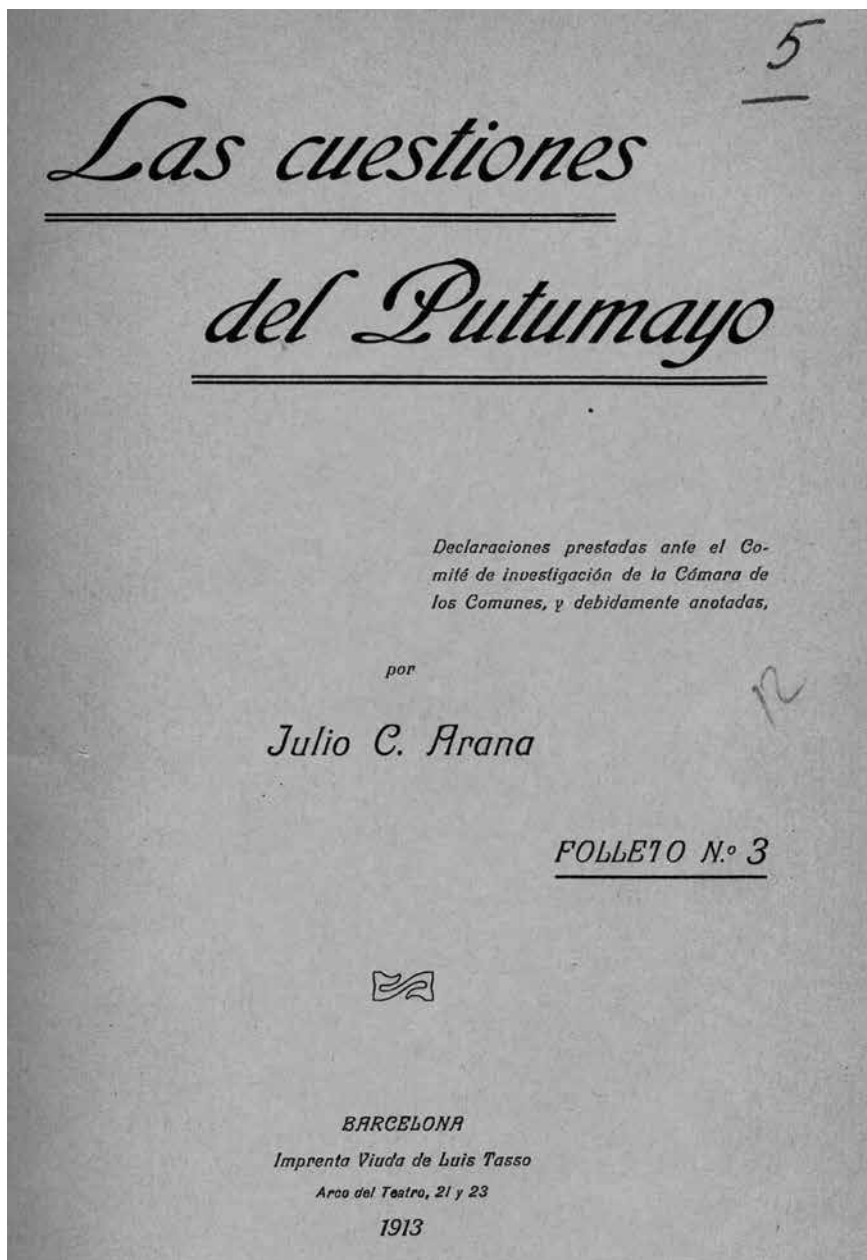 5
Las cuestiones
del Putumayo
Declaraciones prestadas ante el Co-
mité de investigación de la Cámara de
los Comunes, y debidamente anotadas,
por
Julio C. Arana
FOLLETO N.º 3
BARCELONA
Imprenta Viuda de Luis Tasso
Arco del Teatro, 21 y 23
1913